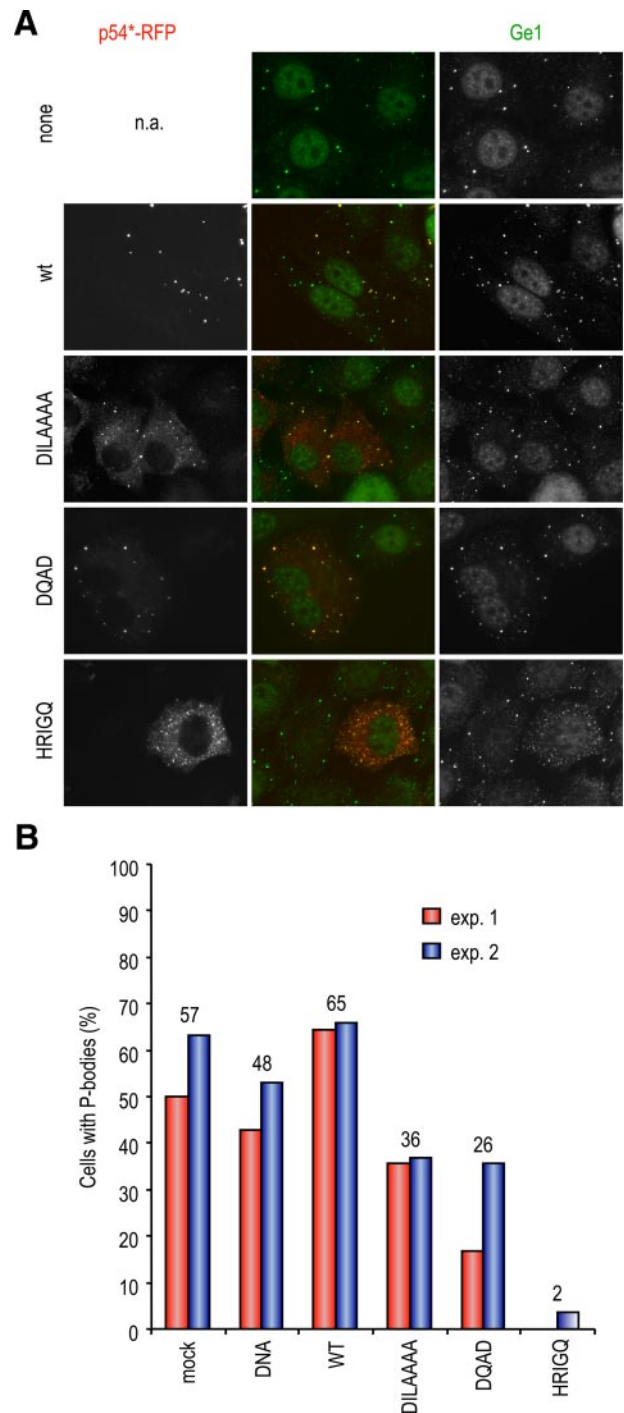 A
p54*-RFP
Ge1
none
n.a.
wt
DILAAAA
DQAD
HRIGQ
B
Cells with P-bodies (%)
100
90
80
70
60
50
40
30
20
10
0
exp. 1
exp. 2
57
48
65
36
26
2
mock
DNA
WT
DILAAAA
DQAD
HRIGQ